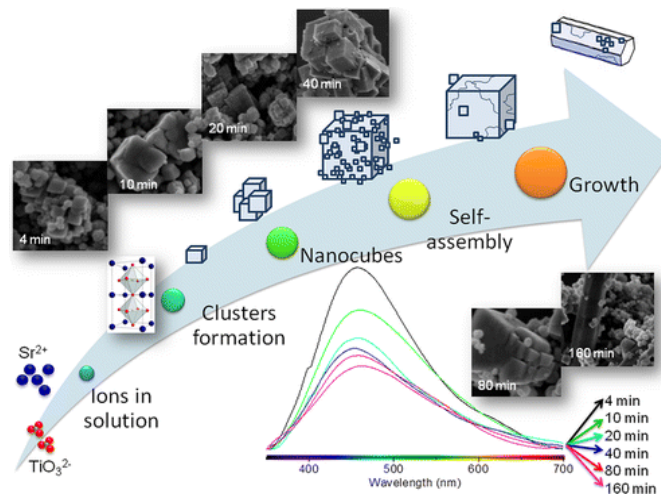 40 min
20 min
10 min
4 min
Growth
Self-
assembly
Nanocubes
Clusters
formation
Sr²⁺
Ions in
solution
TiO₃²⁻
80 min
160 min
4 min
10 min
20 min
40 min
80 min
160 min
400 500 600 700
Wavelength (nm)